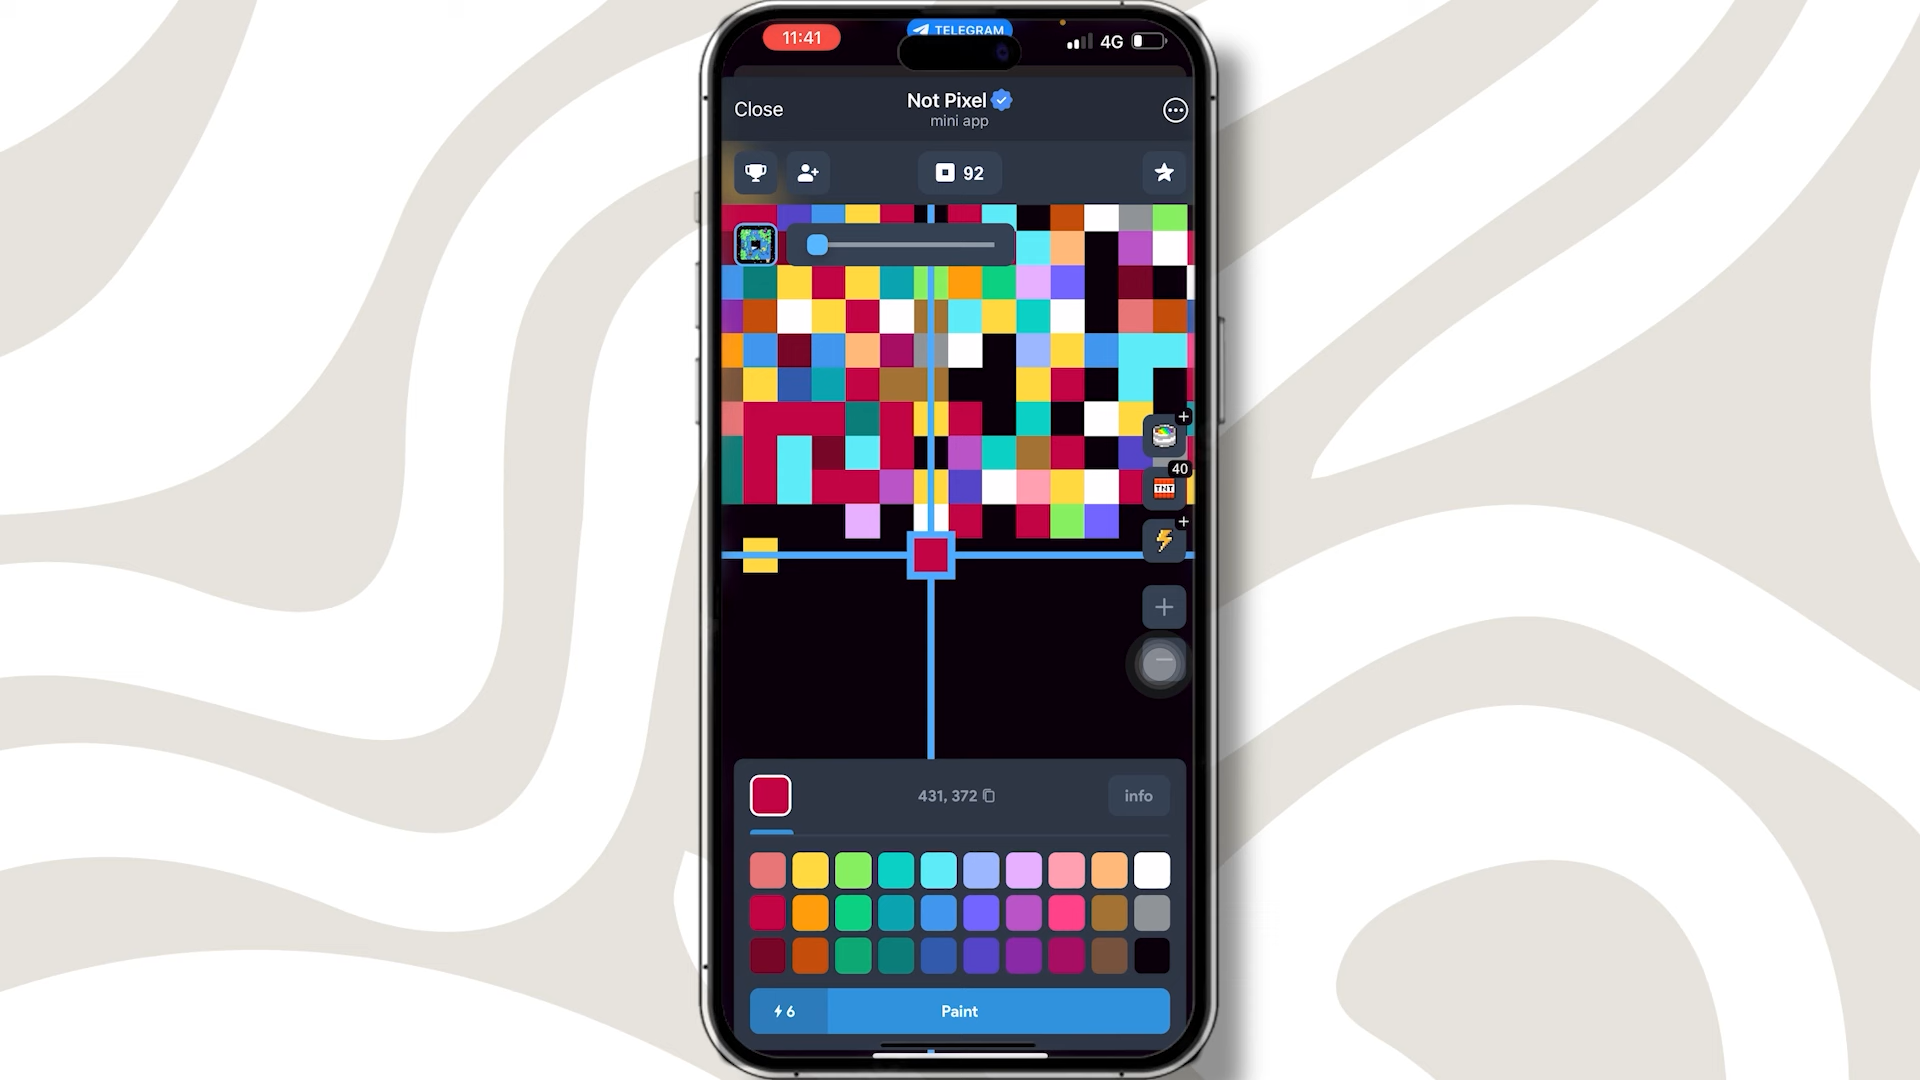 11:41
TELEGRAM
4G
Close
Not Pixel
mini app
92
40
TNT
431, 372
info
6
Paint